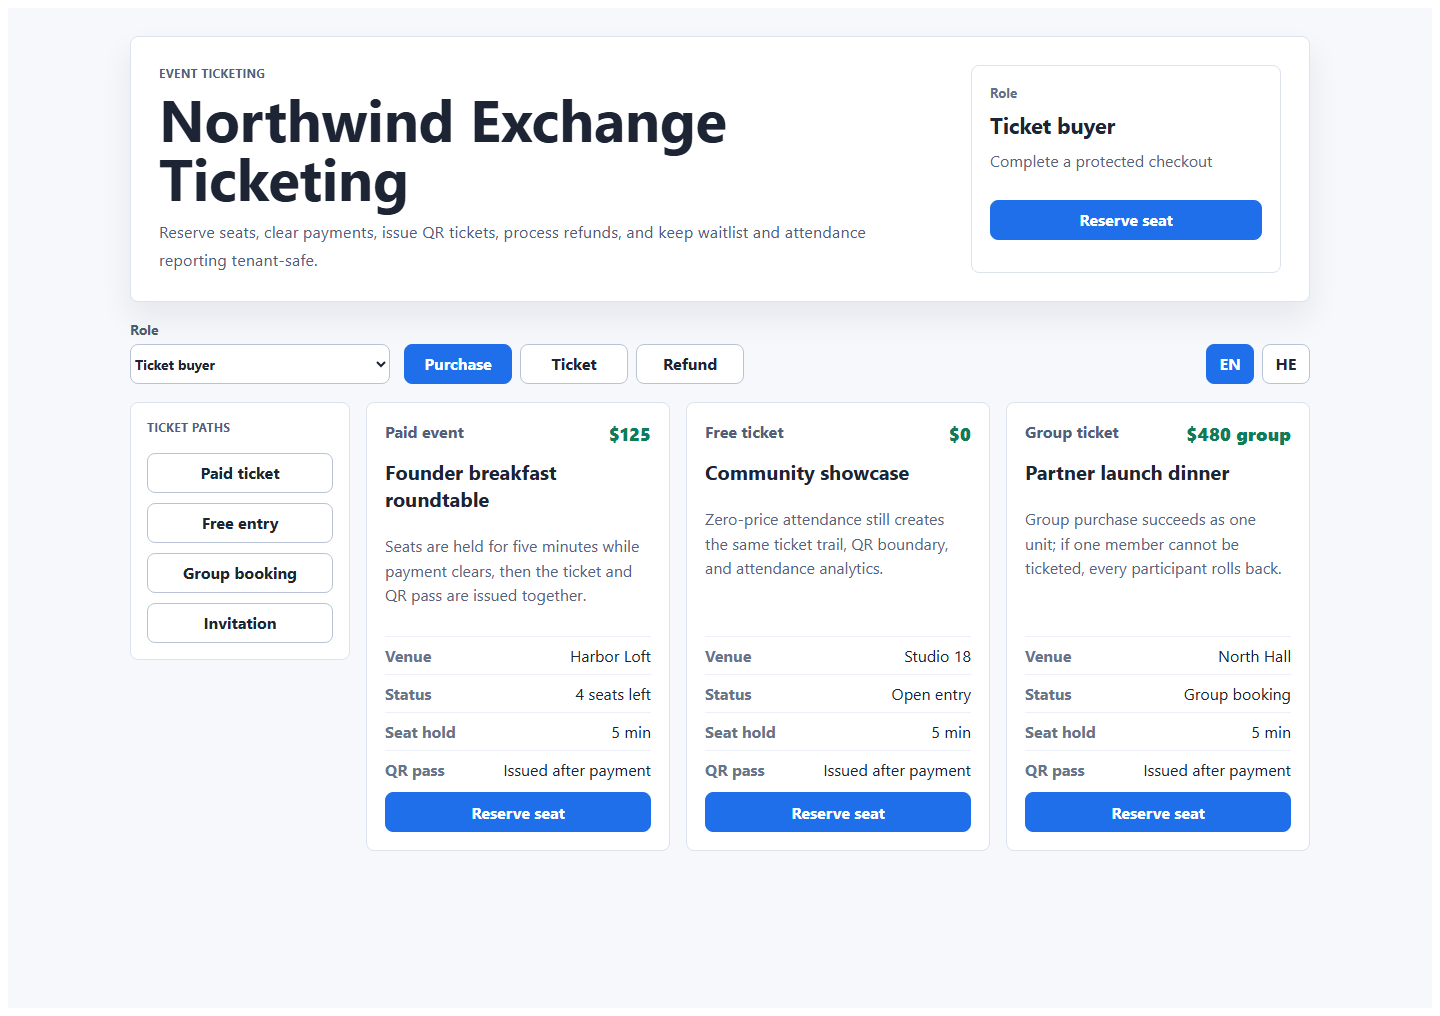 EVENT TICKETING
Northwind Exchange
Ticketing
Reserve seats, clear payments, issue QR tickets, process refunds, and keep waitlist and attendance
reporting tenant-safe.
Role
Ticket buyer
Complete a protected checkout
Reserve seat
Role
Ticket buyer
Purchase
Ticket
Refund
EN
HE
TICKET PATHS
Paid ticket
Free entry
Group booking
Invitation
Paid event
$125
Founder breakfast
roundtable
Seats are held for five minutes while
payment clears, then the ticket and
QR pass are issued together.
Venue
Harbor Loft
Status
4 seats left
Seat hold
5 min
QR pass
Issued after payment
Reserve seat
Free ticket
$0
Community showcase
Zero-price attendance still creates
the same ticket trail, QR boundary,
and attendance analytics.
Venue
Studio 18
Status
Open entry
Seat hold
5 min
QR pass
Issued after payment
Reserve seat
Group ticket
$480 group
Partner launch dinner
Group purchase succeeds as one
unit; if one member cannot be
ticketed, every participant rolls back.
Venue
North Hall
Status
Group booking
Seat hold
5 min
QR pass
Issued after payment
Reserve seat